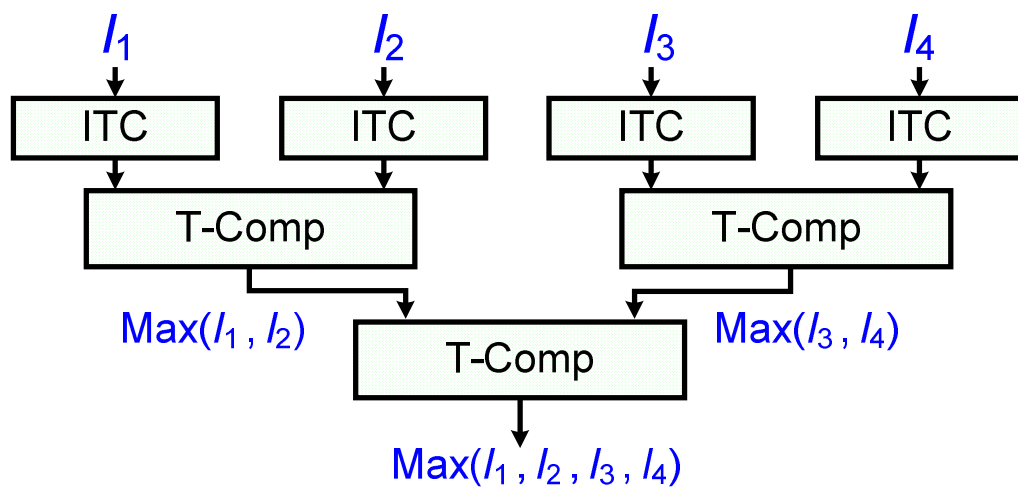 I₁ I₂ I₃ I₄
ITC ITC ITC ITC
T-Comp T-Comp
Max(I₁ , I₂) Max(I₃ , I₄)
T-Comp
Max(I₁ , I₂ , I₃ , I₄)